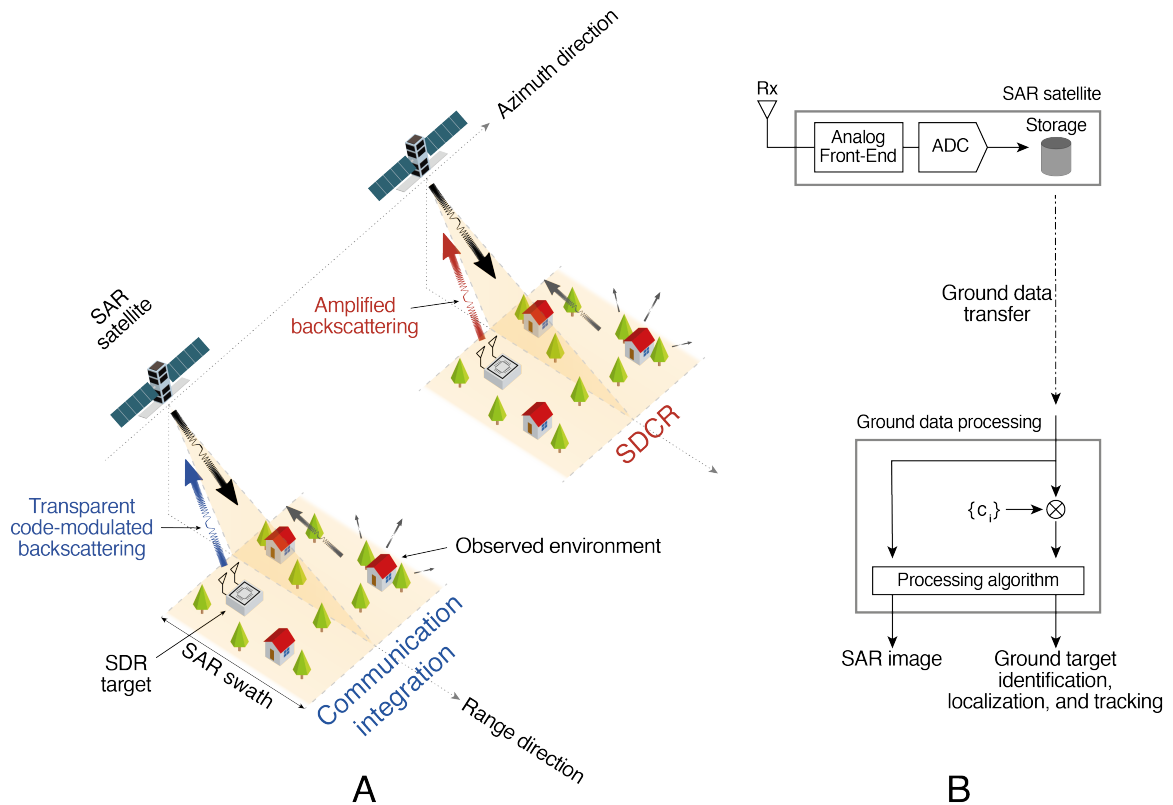 Azimuth direction
SAR
satellite
Amplified
backscattering
SDCR
Transparent
code-modulated
backscattering
Observed environment
SDR
target
SAR swath
Communication
integration
Range direction
A
Rx
SAR satellite
Analog
Front-End
ADC
Storage
Ground data
transfer
Ground data processing
{ci}
Processing algorithm
SAR image
Ground target
identification,
localization, and tracking
B